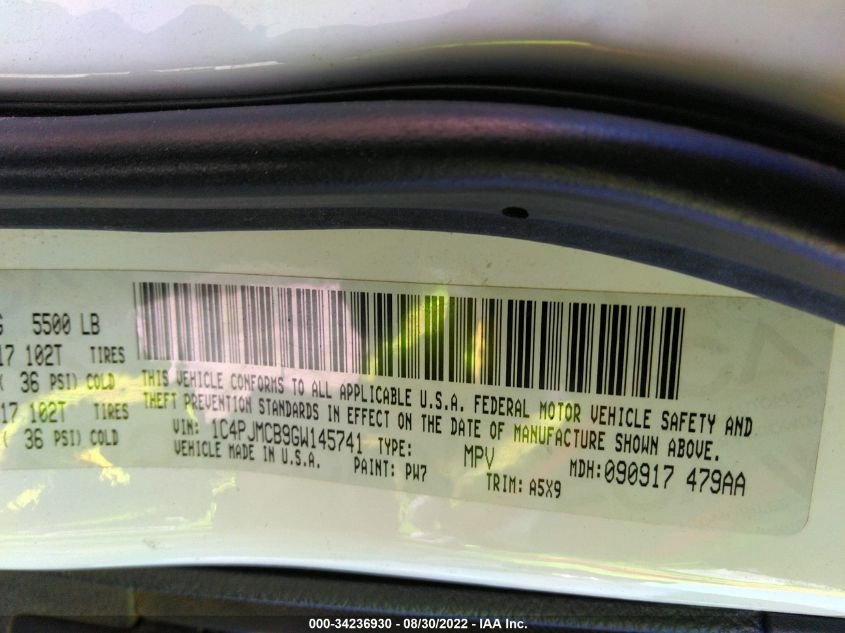 5500 LB
17 102T TIRES
36 PSI) COLD
17 102T TIRES
( 36 PSI) COLD
THIS VEHICLE CONFORMS TO ALL APPLICABLE U.S.A. FEDERAL MOTOR VEHICLE SAFETY AND
THEFT PREVENTION STANDARDS IN EFFECT ON THE DATE OF MANUFACTURE SHOWN ABOVE.
VIN: 1C4PJMCB9GW145741 TYPE: MPV MDH:090917 479AA
VEHICLE MADE IN U.S.A. PAINT: PW7 TRIM: A5X9
000-34236930 - 08/30/2022 - IAA Inc.